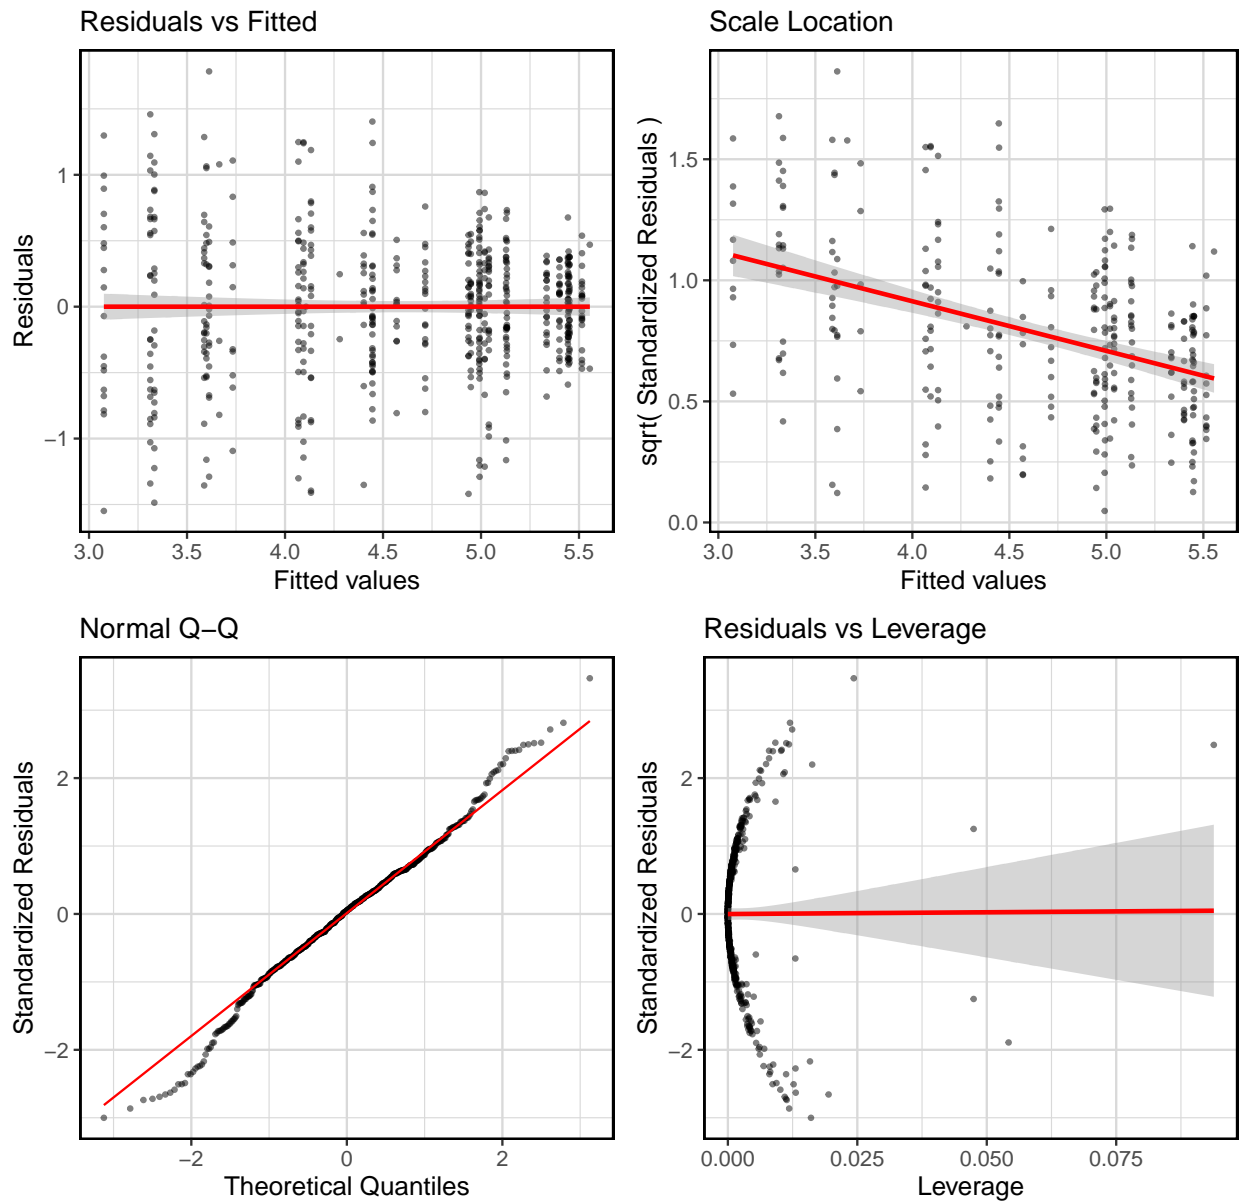 Residuals vs Fitted
Residuals
1
0
−1
3.0 3.5 4.0 4.5 5.0 5.5
Fitted values
Scale Location
sqrt( Standardized Residuals )
1.5
1.0
0.5
0.0
3.0 3.5 4.0 4.5 5.0 5.5
Fitted values
Normal Q−Q
Standardized Residuals
2
0
−2
−2 0 2
Theoretical Quantiles
Residuals vs Leverage
Standardized Residuals
2
0
−2
0.000 0.025 0.050 0.075
Leverage